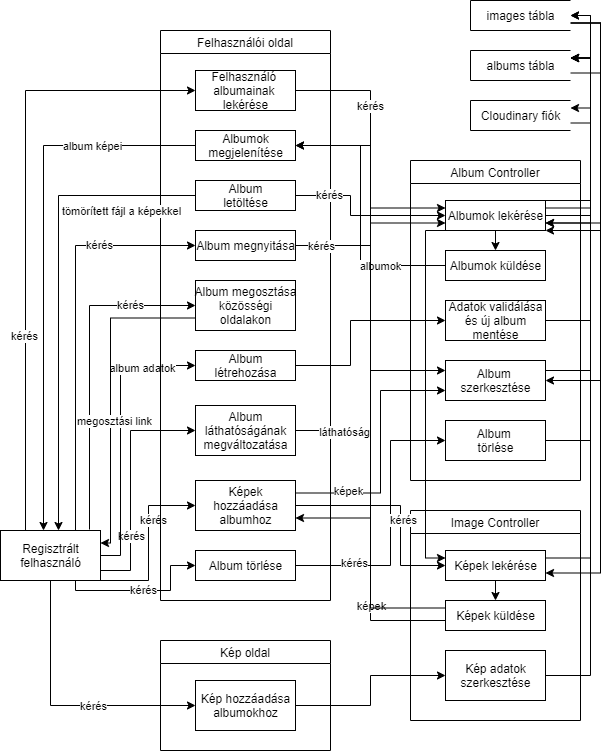 images tábla
albums tábla
Cloudinary fiók
Felhasználói oldal
Felhasználó
albumainak
lekérése
kérés
Albumok
megjelenítése
album képei
Album
letöltése
kérés
tömörített fájl a képekkel
Album megnyitása
kérés
kérés
Album megosztása
közösségi
oldalakon
kérés
kérés
Album
létrehozása
album adatok
megosztási link
Album
láthatóságának
megváltozatása
láthatóság
Képek
hozzáadása
albumhoz
képek
kérés
kérés
kérés
Album törlése
kérés
kérés
Regisztrált
felhasználó
Album Controller
Albumok lekérése
Albumok küldése
albumok
Adatok validálása
és új album
mentése
Album
szerkesztése
Album
törlése
Image Controller
Képek lekérése
Képek küldése
képek
Kép adatok
szerkesztése
Kép oldal
Kép hozzáadása
albumokhoz
kérés